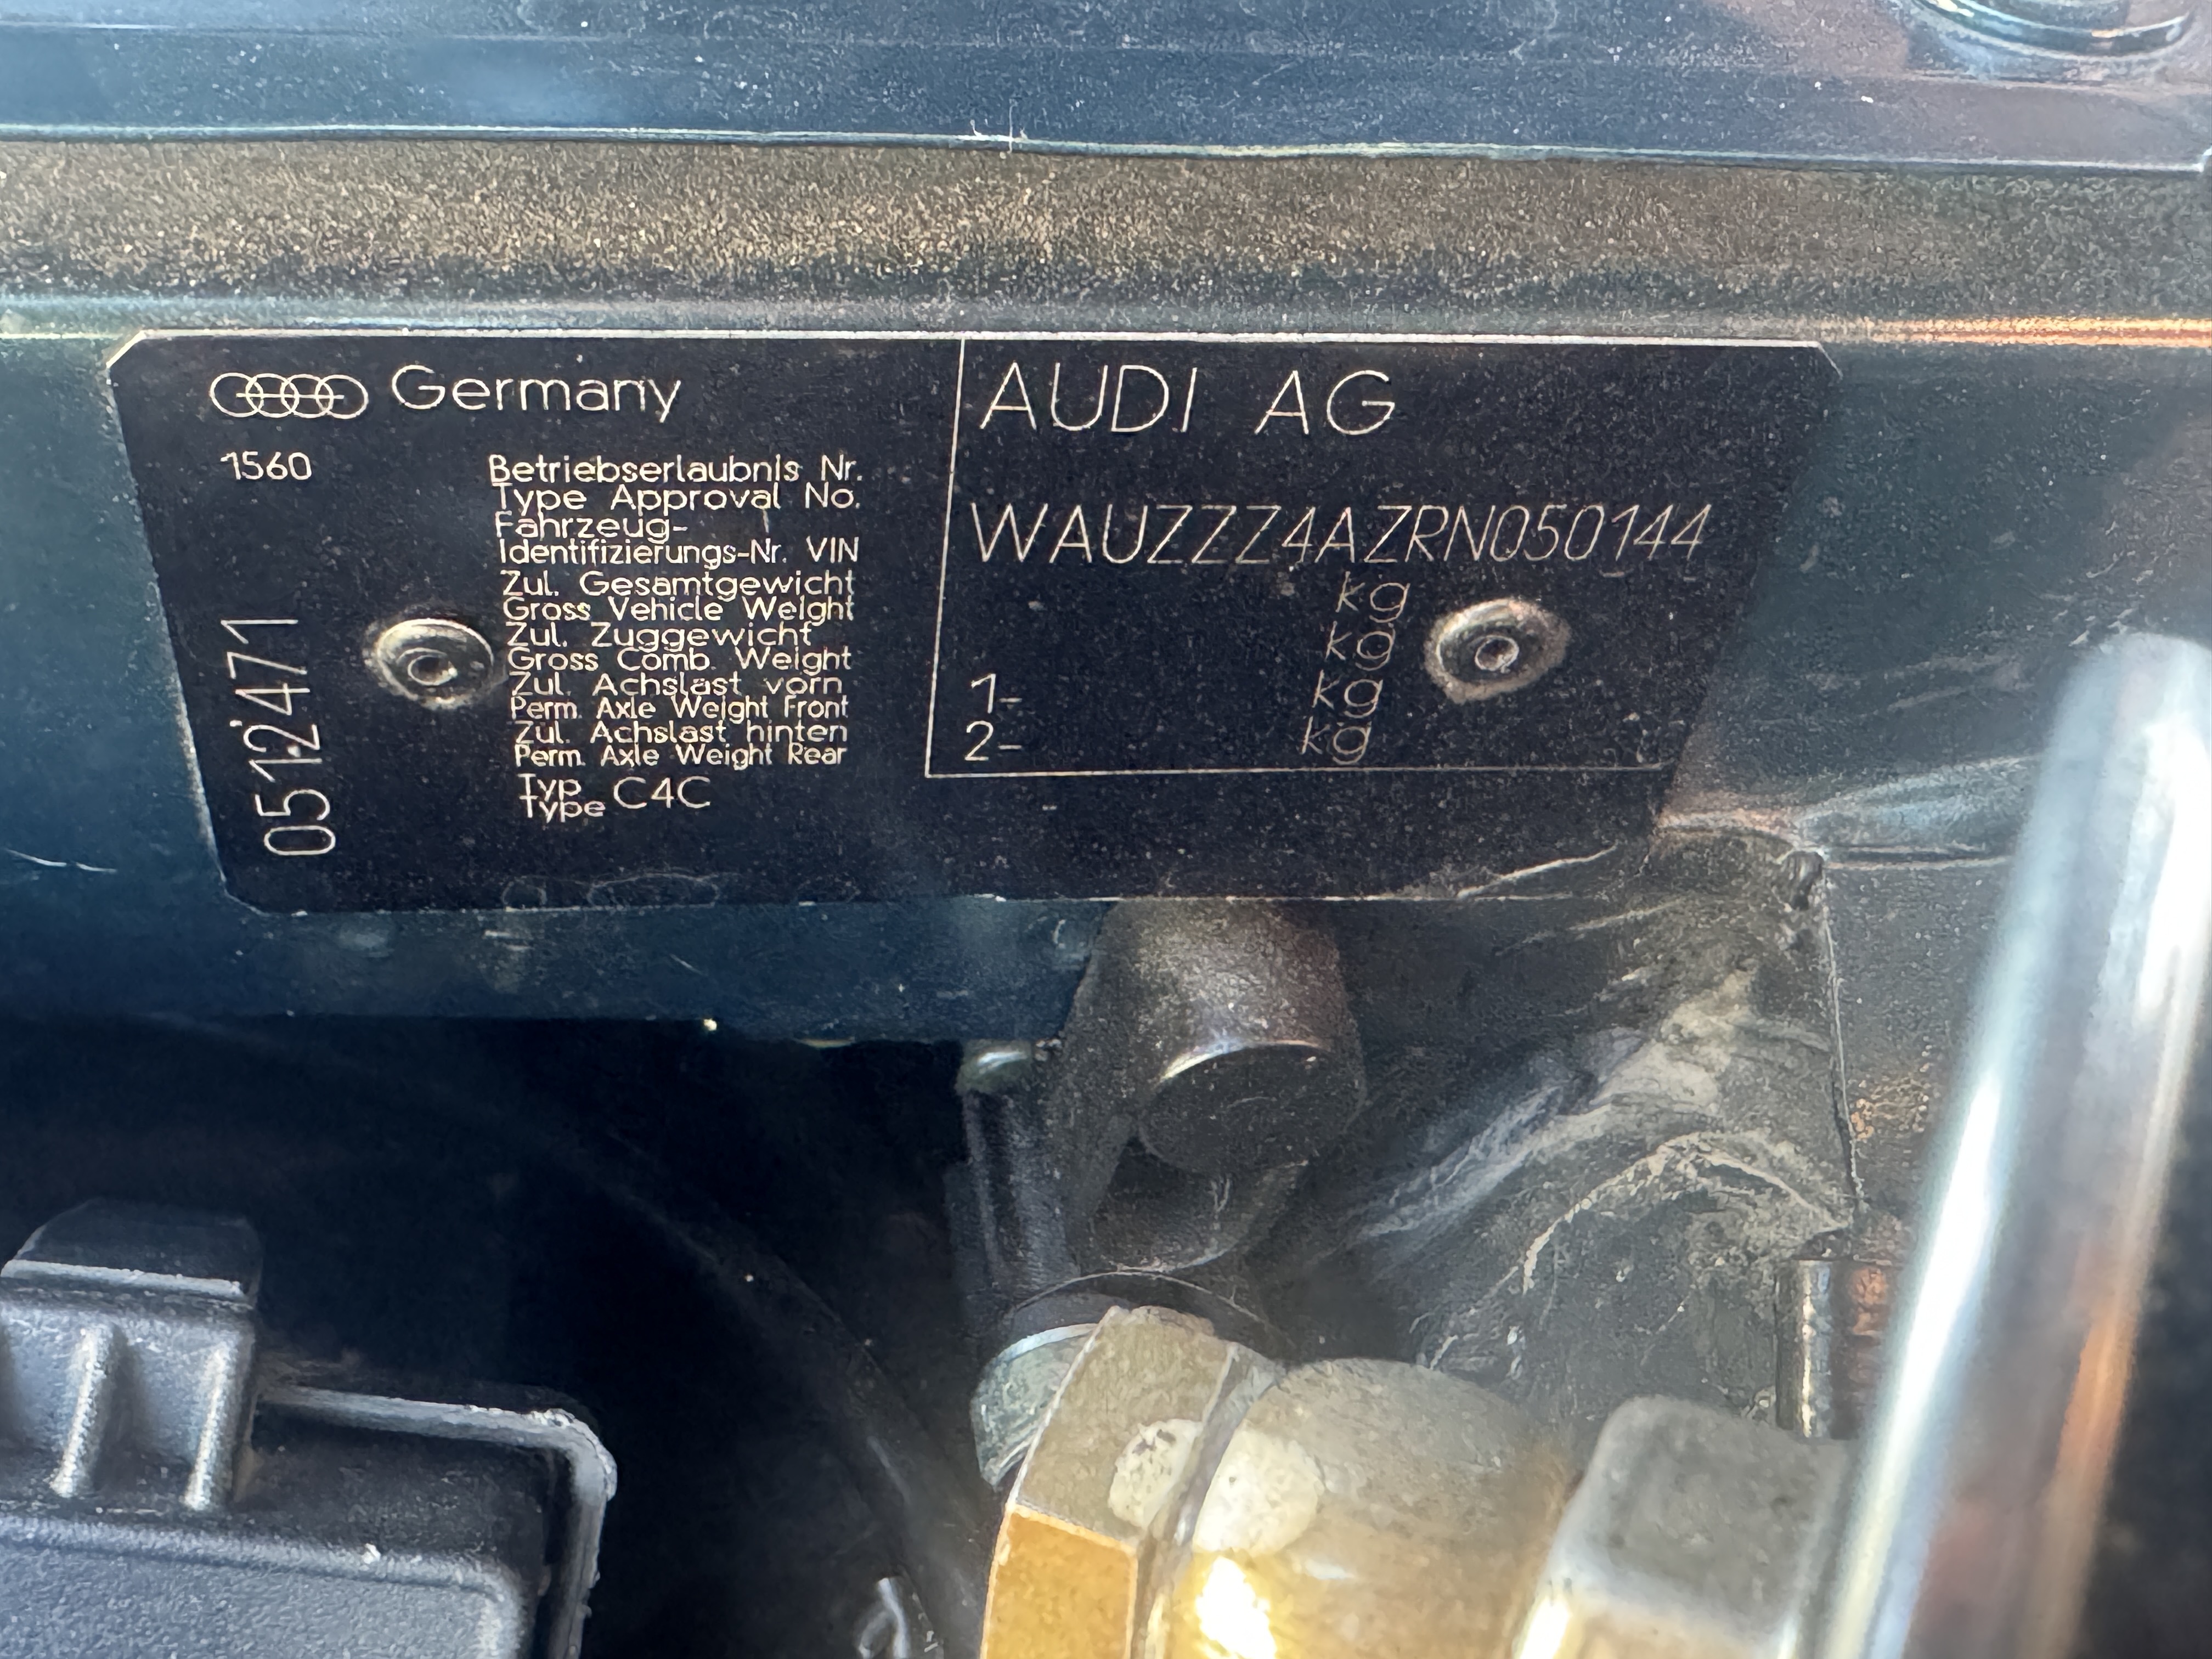 Germany
1560
Betriebserlaubnis Nr.
Type Approval No.
Fahrzeug-
Identifizierungs-Nr. VIN
Zul. Gesamtgewicht
Gross Vehicle Weight
Zul. Zuggewicht
Gross Comb. Weight
Zul. Achslast vorn
Perm. Axle Weight Front
Zul. Achslast hinten
Perm. Axle Weight Rear
Typ
Type C4C
0512471
AUDI AG
WAUZZZ4AZRN050144
kg
kg
1- kg
2- kg